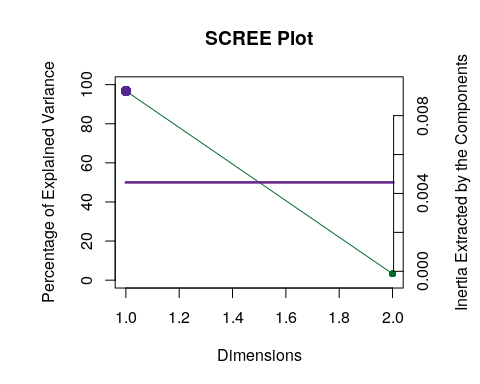 SCREE Plot
Percentage of Explained Variance
100
80
60
40
20
0
0.008
0.004
0.000
Inertia Extracted by the Components
1.0 1.2 1.4 1.6 1.8 2.0
Dimensions